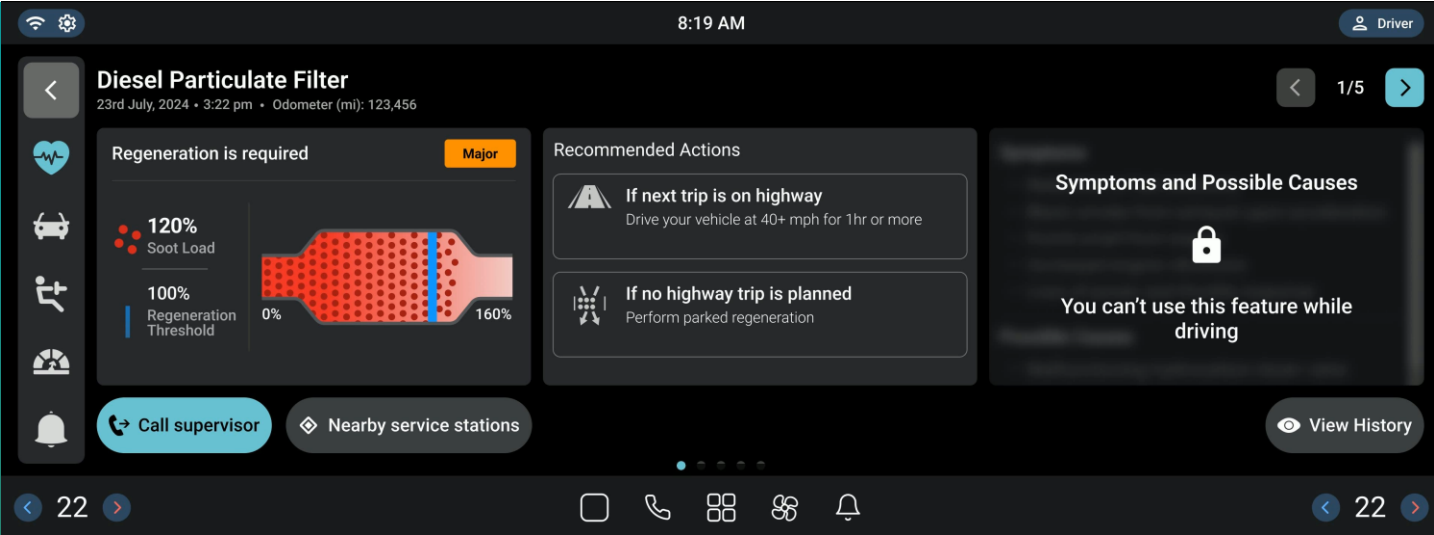 8:19 AM
Driver
Diesel Particulate Filter
23rd July, 2024 • 3:22 pm • Odometer (mi): 123,456
1/5
Regeneration is required
Major
120%
Soot Load
100%
Regeneration
Threshold
0%
160%
Recommended Actions
If next trip is on highway
Drive your vehicle at 40+ mph for 1hr or more
If no highway trip is planned
Perform parked regeneration
Symptoms and Possible Causes
You can’t use this feature while
driving
Call supervisor
Nearby service stations
View History
22
22